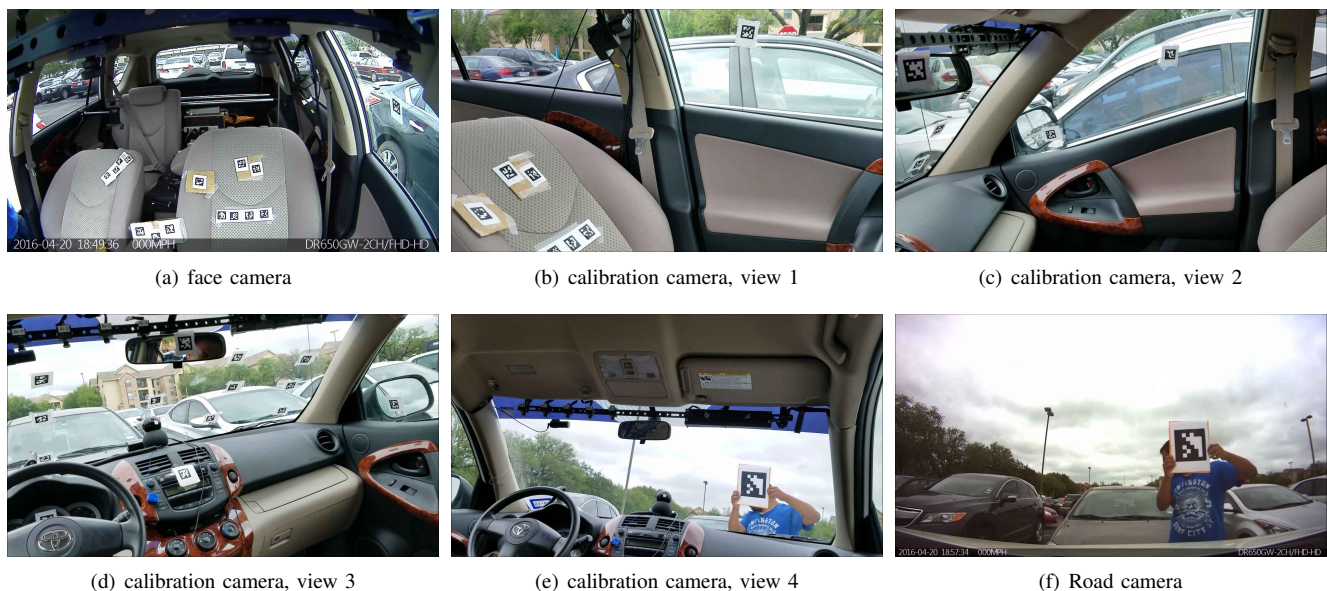 2016-04-20 18:49:36 000MPH DR650GW-2CH/FHD-HD
(a) face camera
(b) calibration camera, view 1
(c) calibration camera, view 2
(d) calibration camera, view 3
(e) calibration camera, view 4
2016-04-20 18:57:34 000MPH DR650GW-2CH/FHD-HD
(f) Road camera